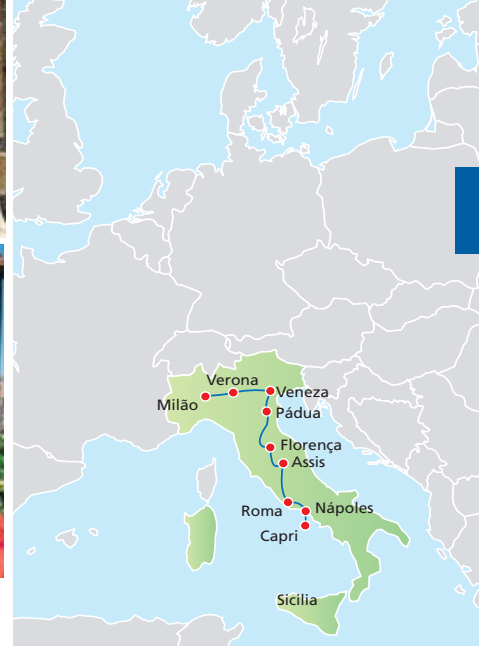 Verona
Veneza
Milão
Pádua
Florença
Assis
Roma
Nápoles
Capri
Sicilia